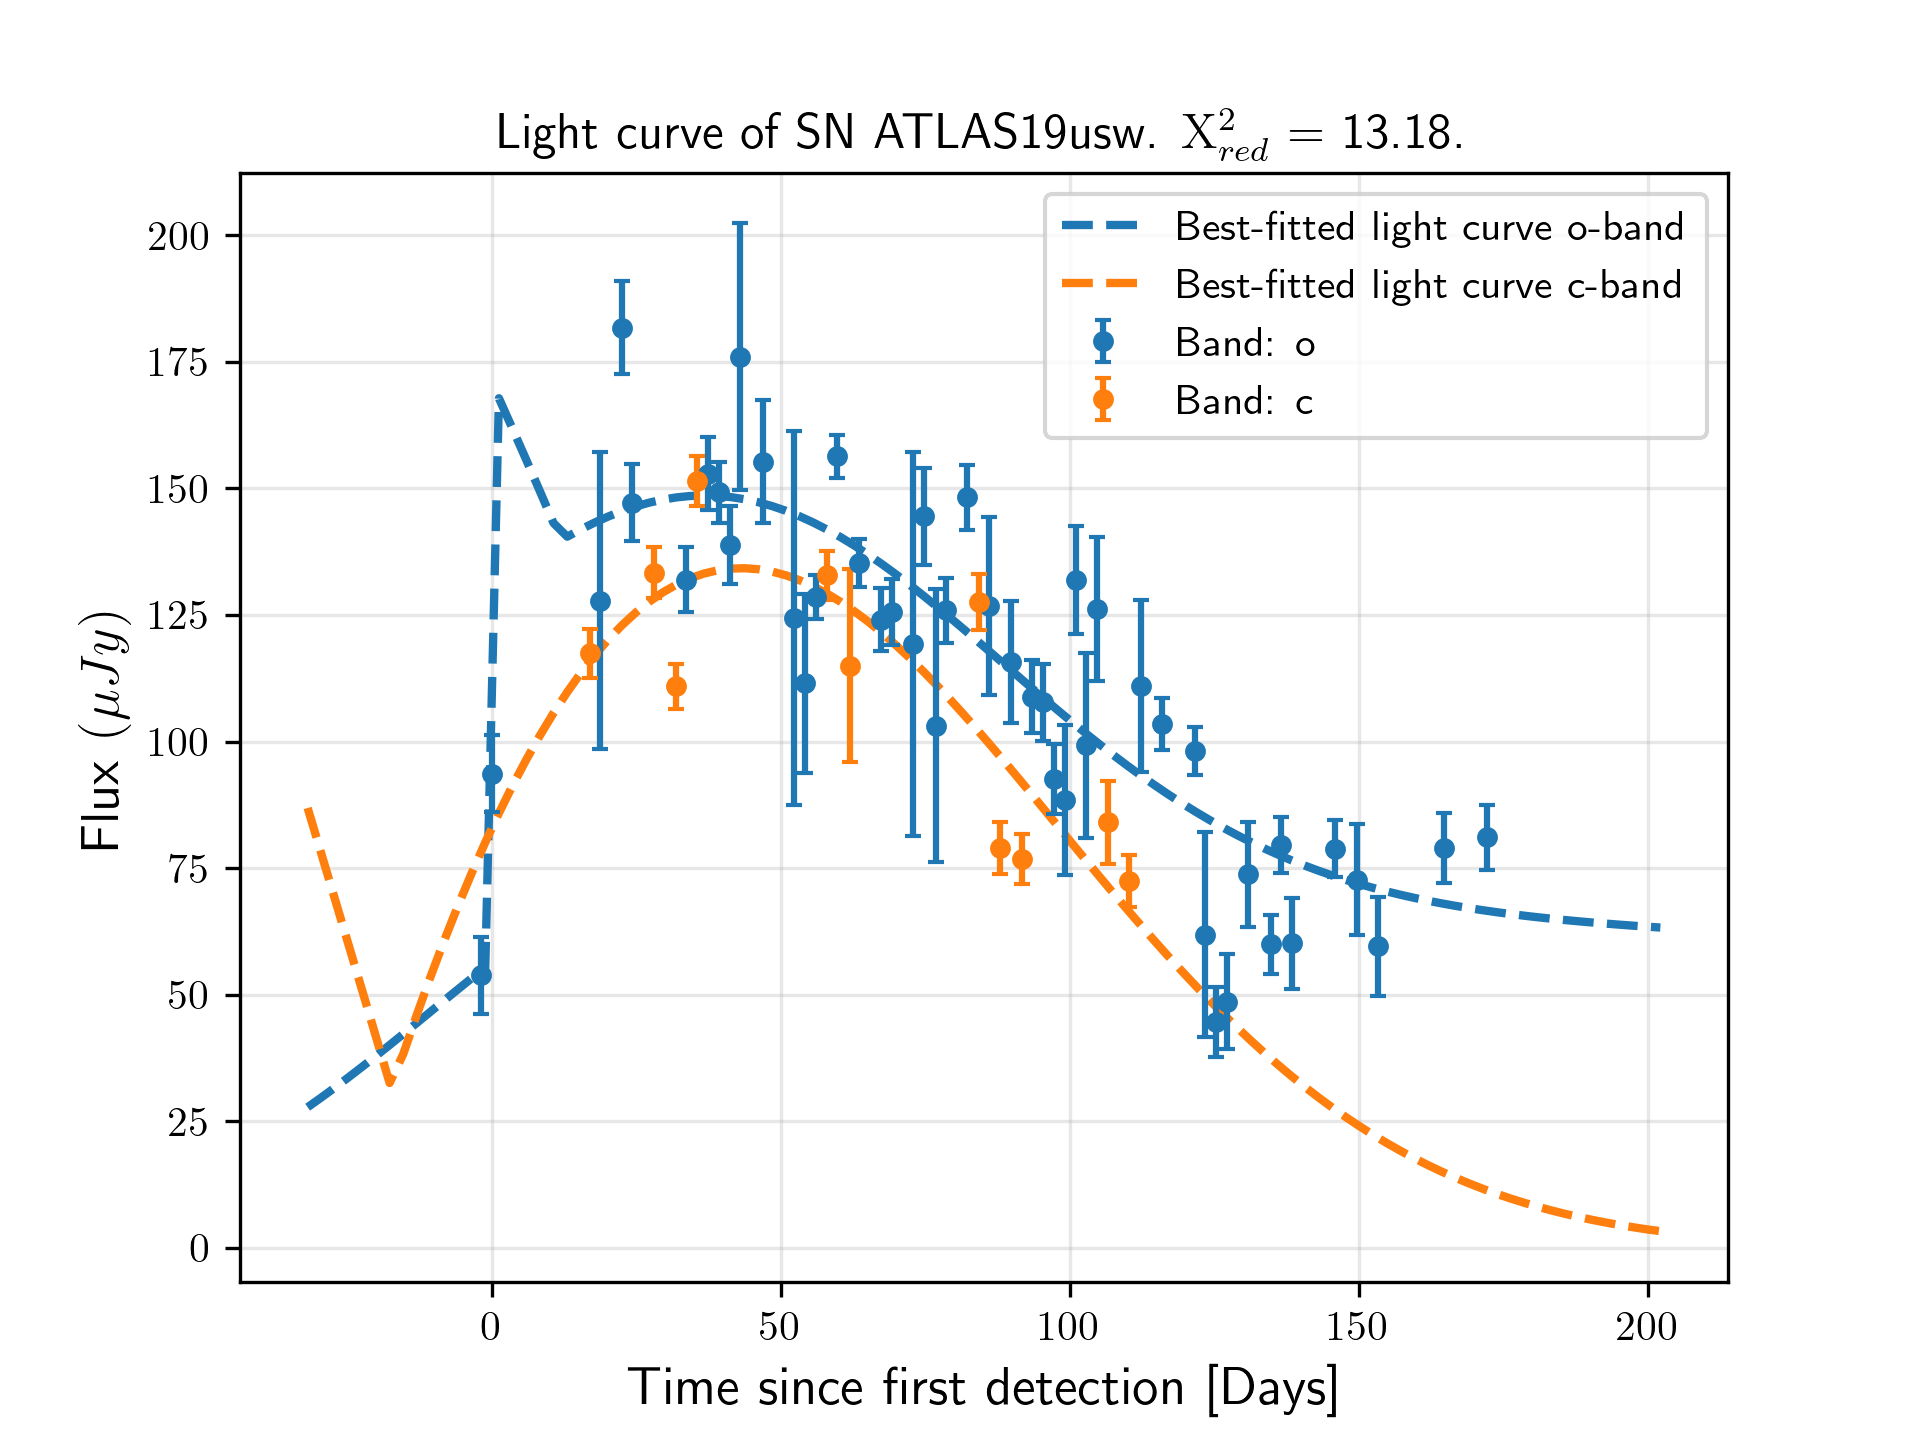 Light curve of SN ATLAS19usw. X²_red = 13.18.
Best-fitted light curve o-band
Best-fitted light curve c-band
Band: o
Band: c
Flux (μJy)
200
175
150
125
100
75
50
25
0
0 50 100 150 200
Time since first detection [Days]